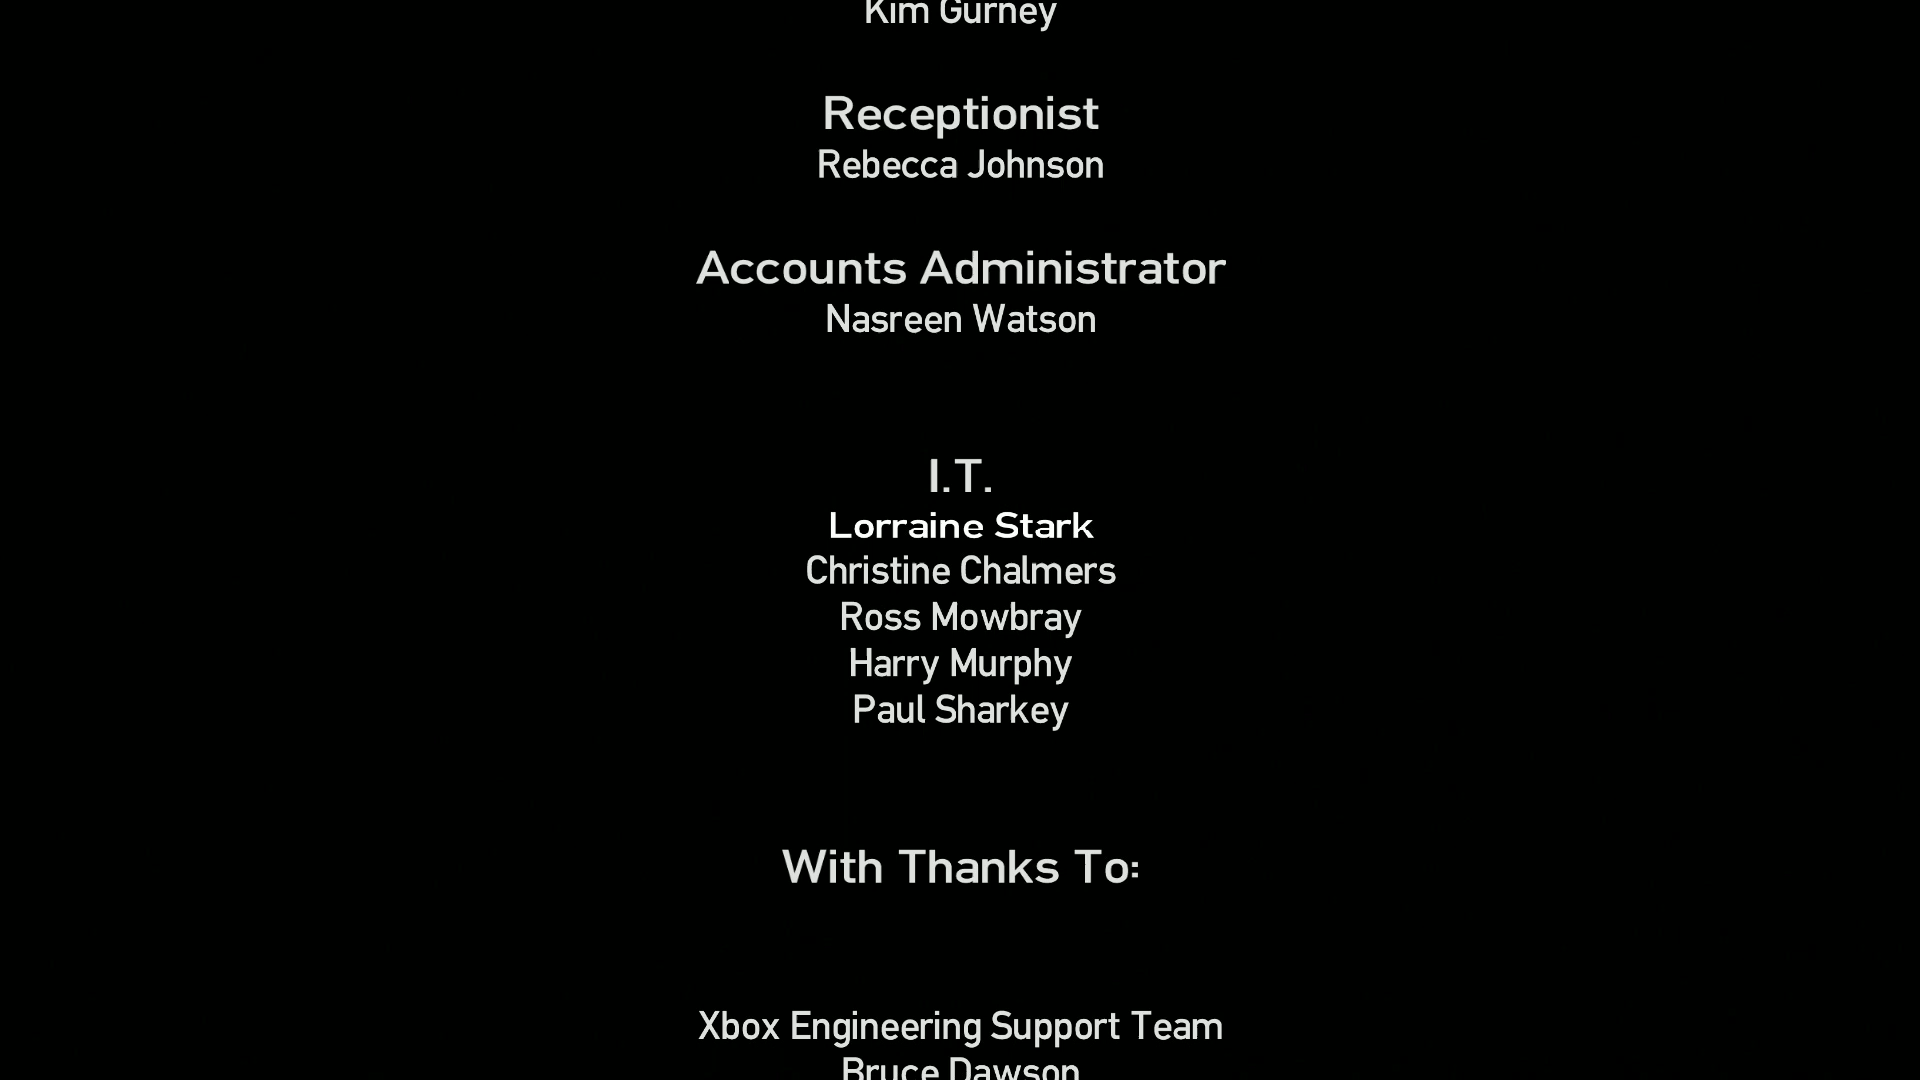 Kim Gurney
Receptionist
Rebecca Johnson
Accounts Administrator
Nasreen Watson
I.T.
Lorraine Stark
Christine Chalmers
Ross Mowbray
Harry Murphy
Paul Sharkey
With Thanks To:
Xbox Engineering Support Team
Bruce Dawson